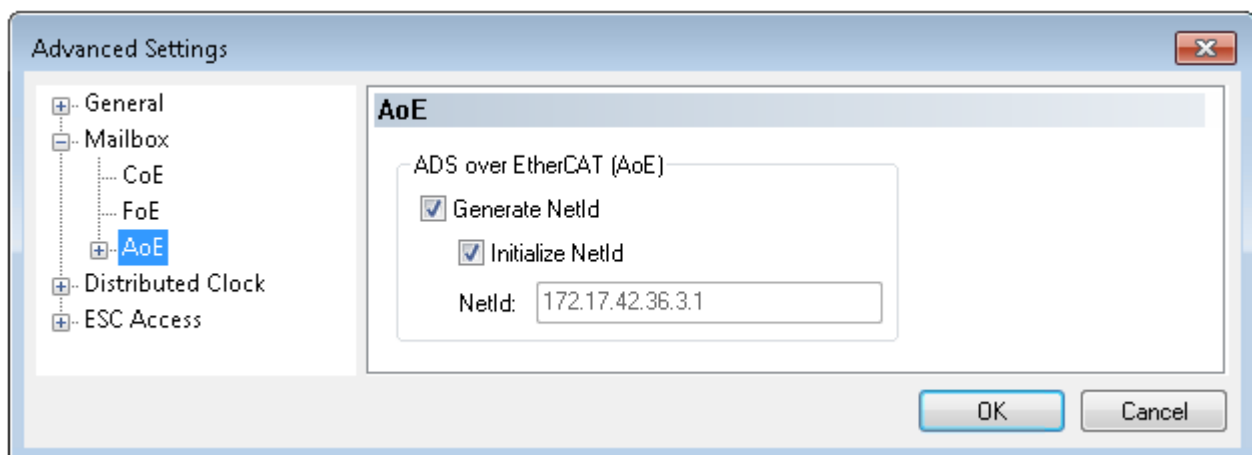 Advanced Settings
General
Mailbox
CoE
FoE
AoE
Distributed Clock
ESC Access
AoE
ADS over EtherCAT (AoE)
Generate NetId
Initialize NetId
NetId: 172.17.42.36.3.1
OK Cancel